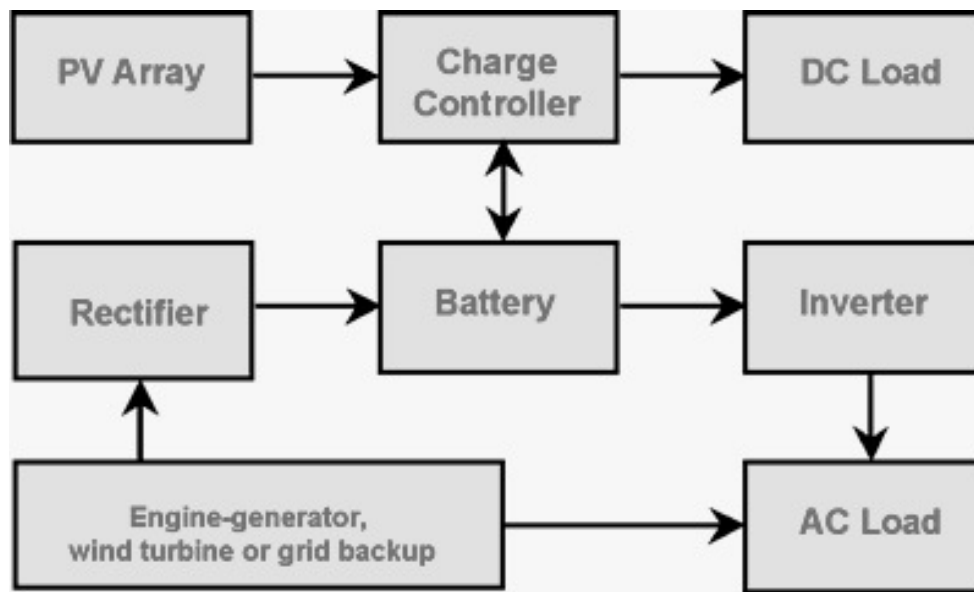 PV Array
Charge
Controller
DC Load
Rectifier
Battery
Inverter
Engine-generator,
wind turbine or grid backup
AC Load